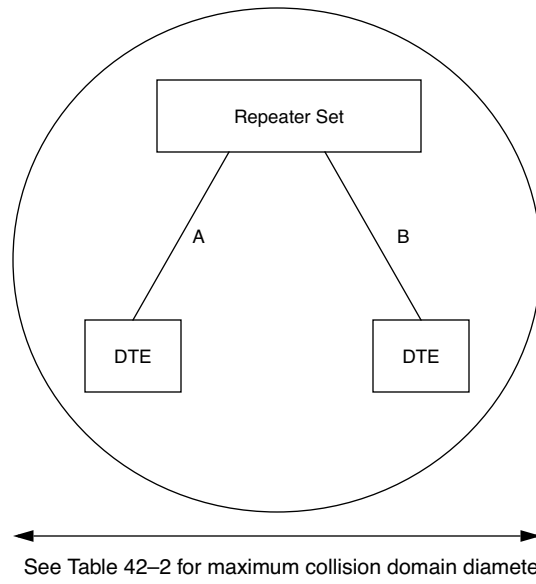 Repeater Set
A
B
DTE
DTE
See Table 42–2 for maximum collision domain diamete